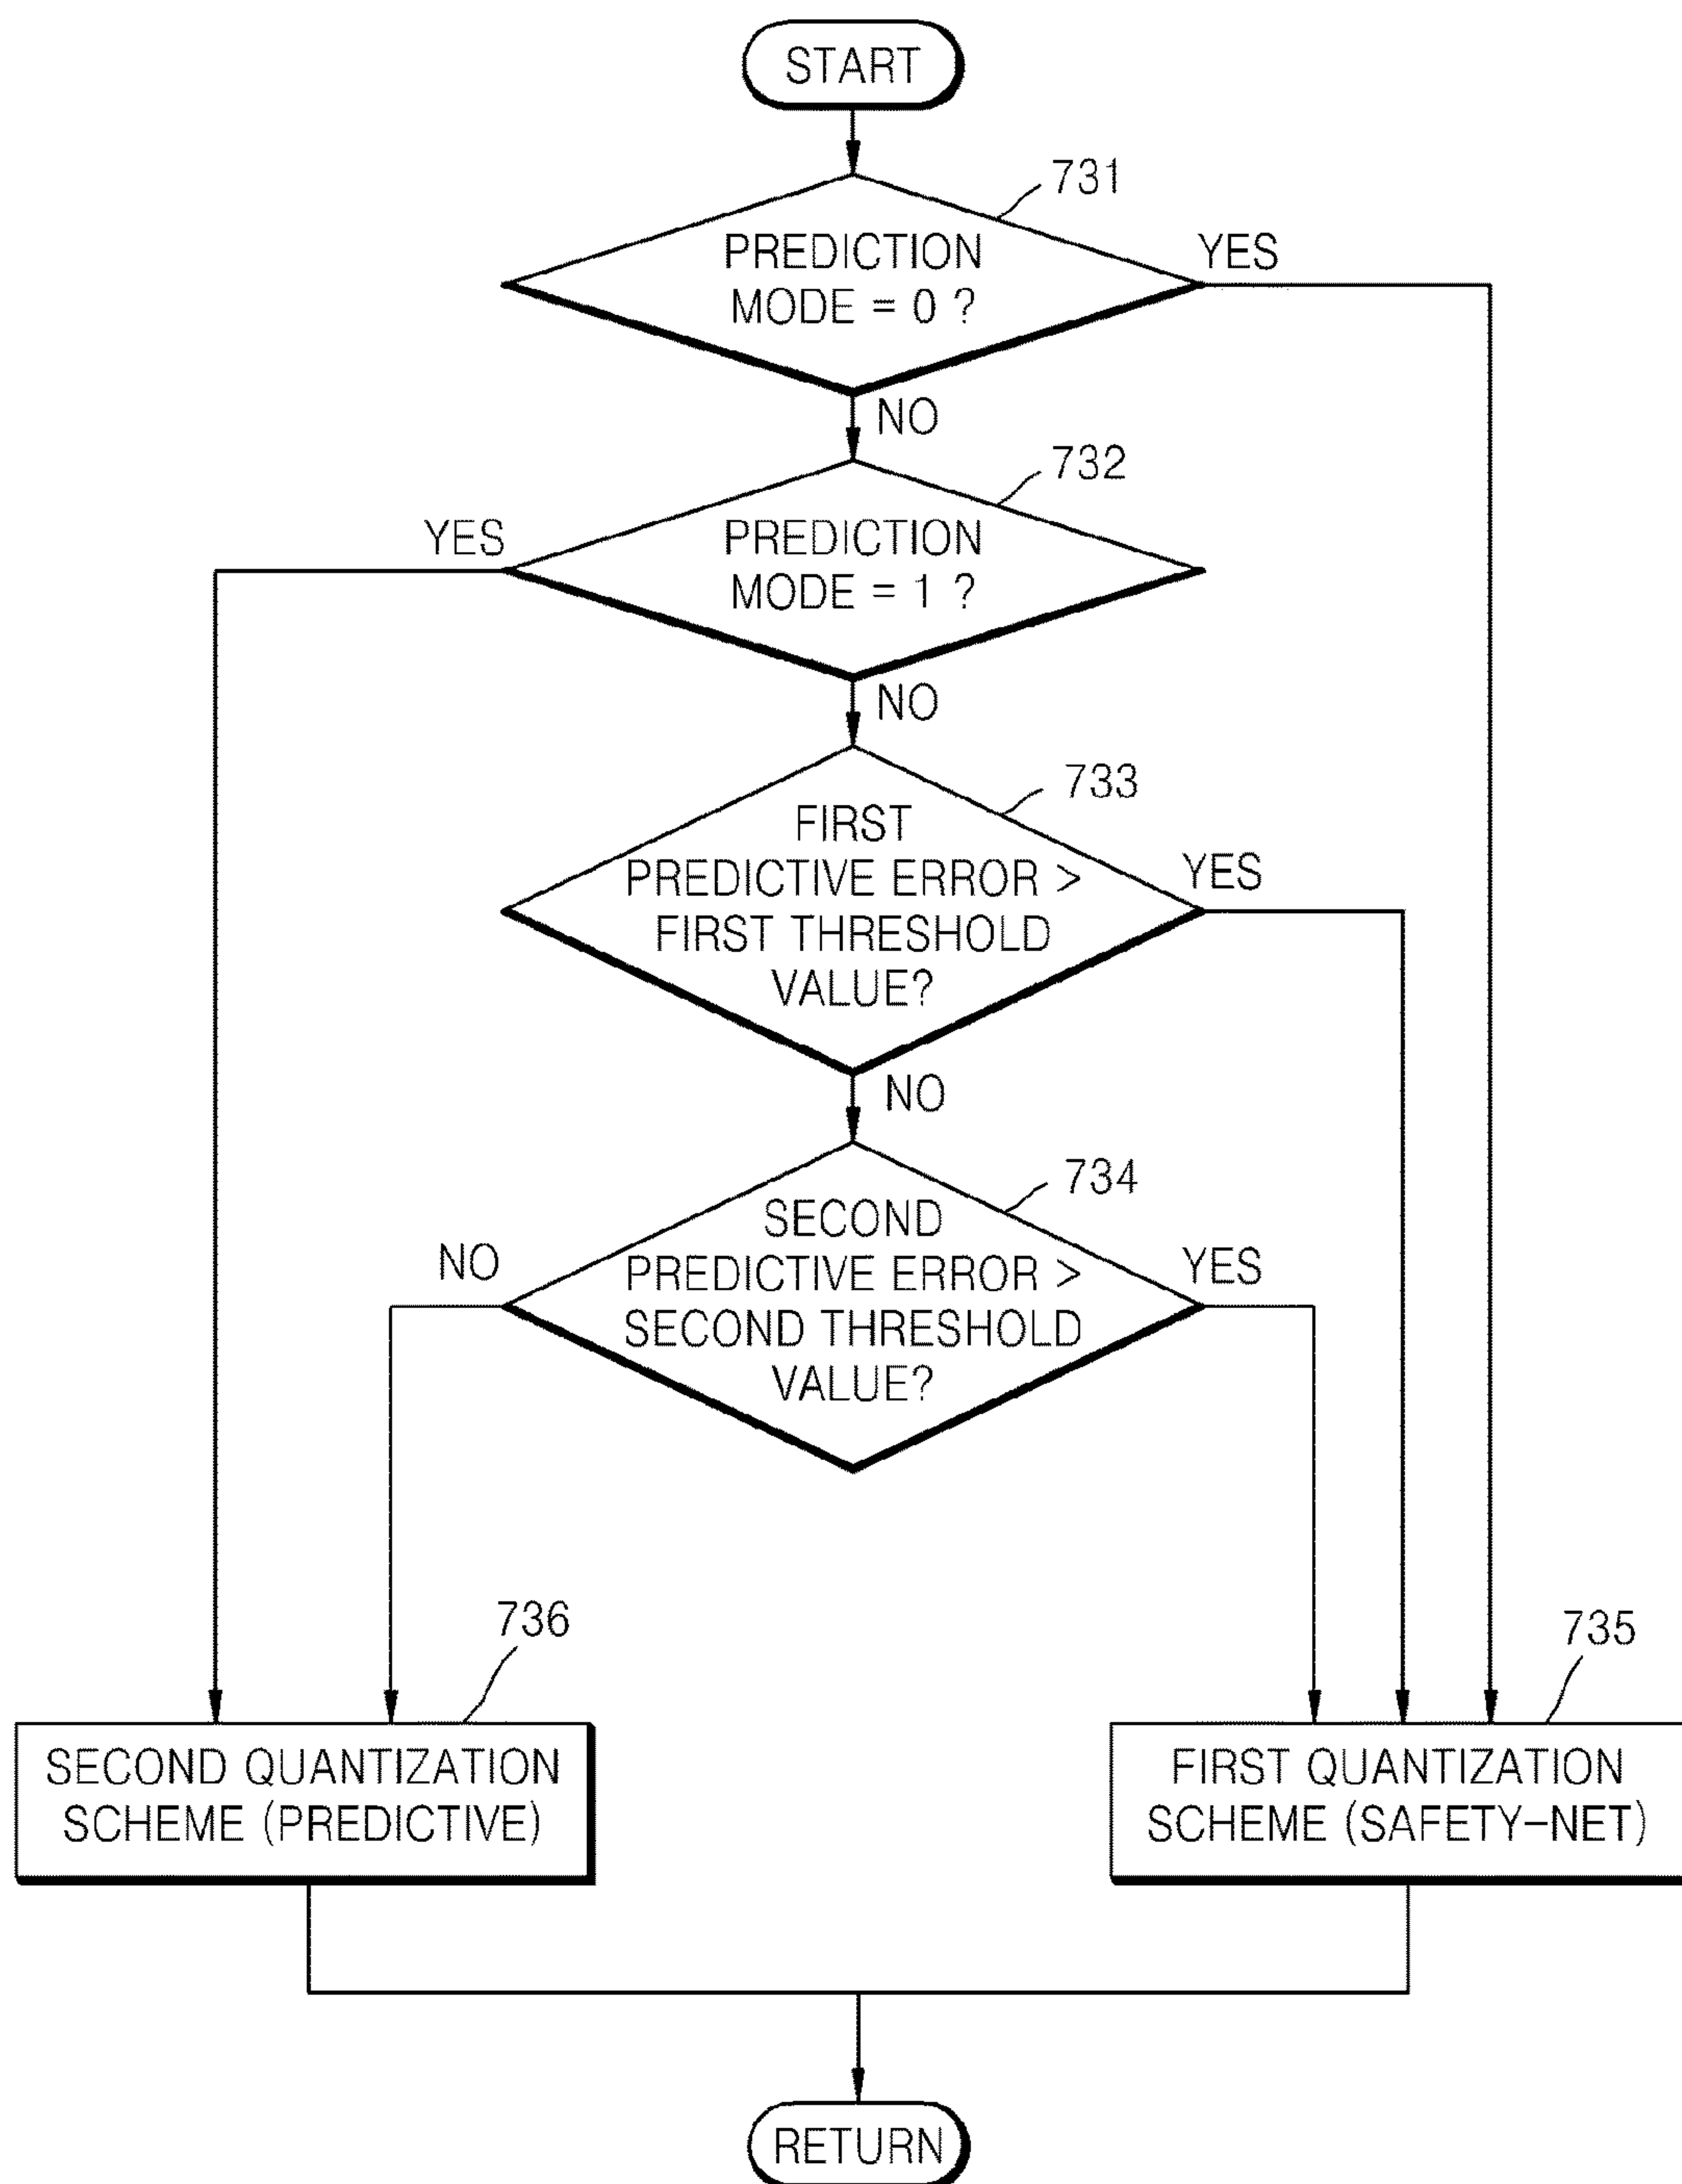 START
731
PREDICTION
MODE = 0 ?
YES
NO
732
YES
PREDICTION
MODE = 1 ?
NO
733
FIRST
PREDICTIVE ERROR >
FIRST THRESHOLD
VALUE?
YES
NO
734
NO
SECOND
PREDICTIVE ERROR >
SECOND THRESHOLD
VALUE?
YES
736
735
SECOND QUANTIZATION
SCHEME (PREDICTIVE)
FIRST QUANTIZATION
SCHEME (SAFETY-NET)
RETURN